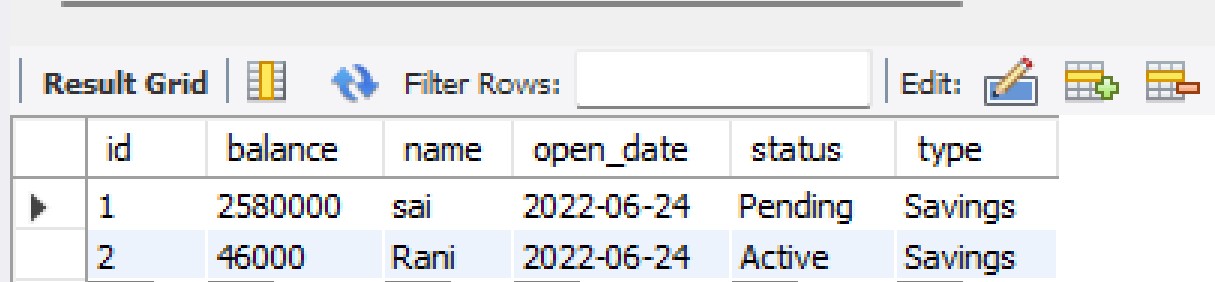 Result Grid Filter Rows: Edit:
id balance name open_date status type
1 2580000 sai 2022-06-24 Pending Savings
2 46000 Rani 2022-06-24 Active Savings